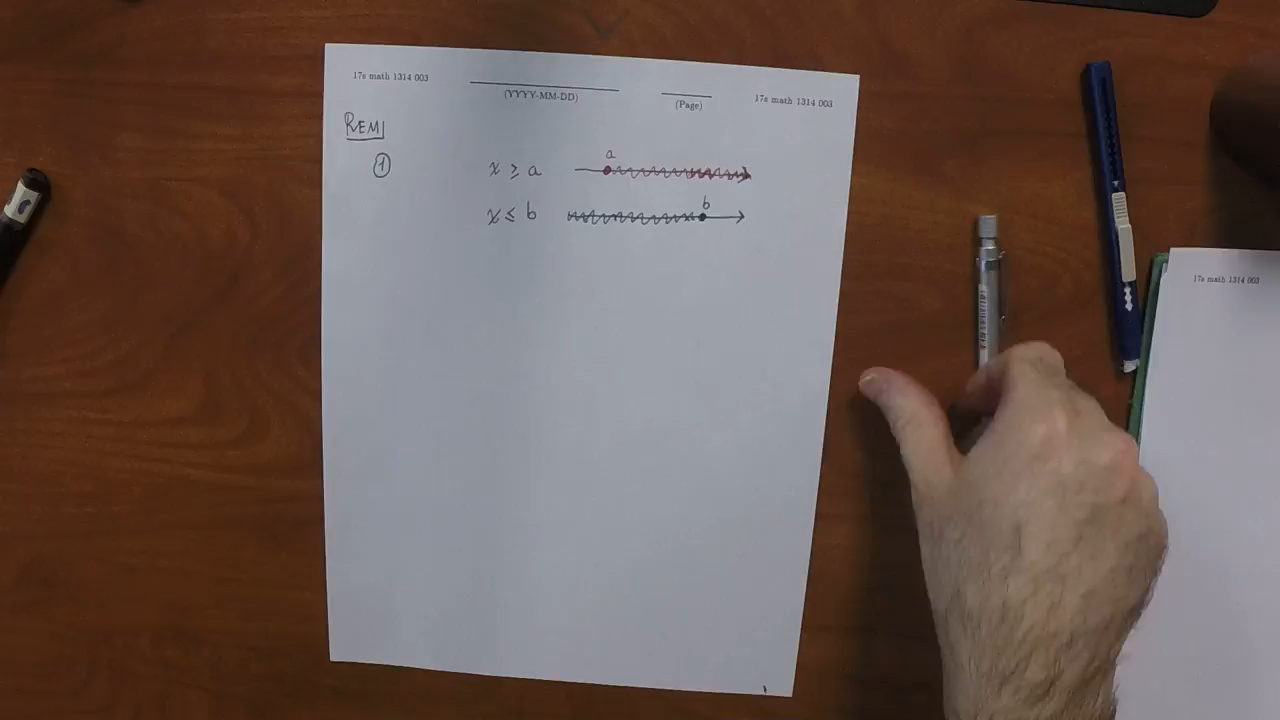 17s math 1314 003 (YYYY-MM-DD) (Page) 17s math 1314 003
REM
① x ≥ a a
x ≤ b b
17s math 1314 003